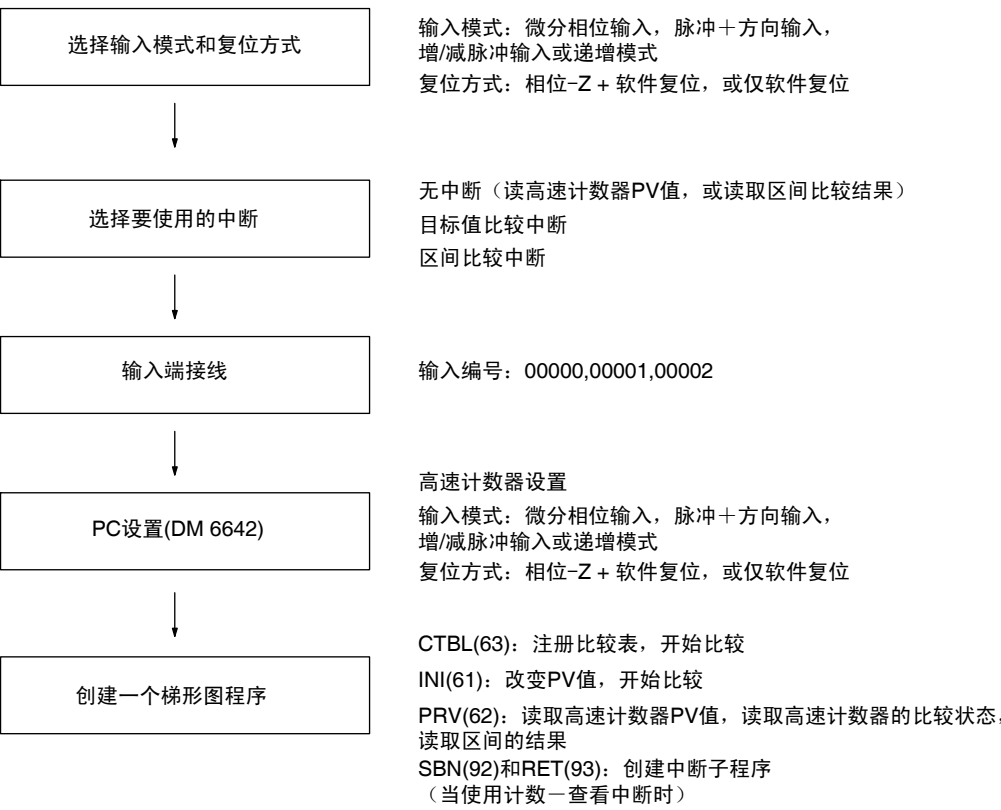 选择输入模式和复位方式
输入模式：微分相位输入，脉冲＋方向输入，
增/减脉冲输入或递增模式
复位方式：相位-Z + 软件复位，或仅软件复位
选择要使用的中断
无中断（读高速计数器PV值，或读取区间比较结果）
目标值比较中断
区间比较中断
输入端接线
输入编号：00000,00001,00002
PC设置(DM 6642)
高速计数器设置
输入模式：微分相位输入，脉冲＋方向输入，
增/减脉冲输入或递增模式
复位方式：相位-Z + 软件复位，或仅软件复位
创建一个梯形图程序
CTBL(63)：注册比较表，开始比较
INI(61)：改变PV值，开始比较
PRV(62)：读取高速计数器PV值，读取高速计数器的比较状态，
读取区间的结果
SBN(92)和RET(93)：创建中断子程序
（当使用计数－查看中断时）